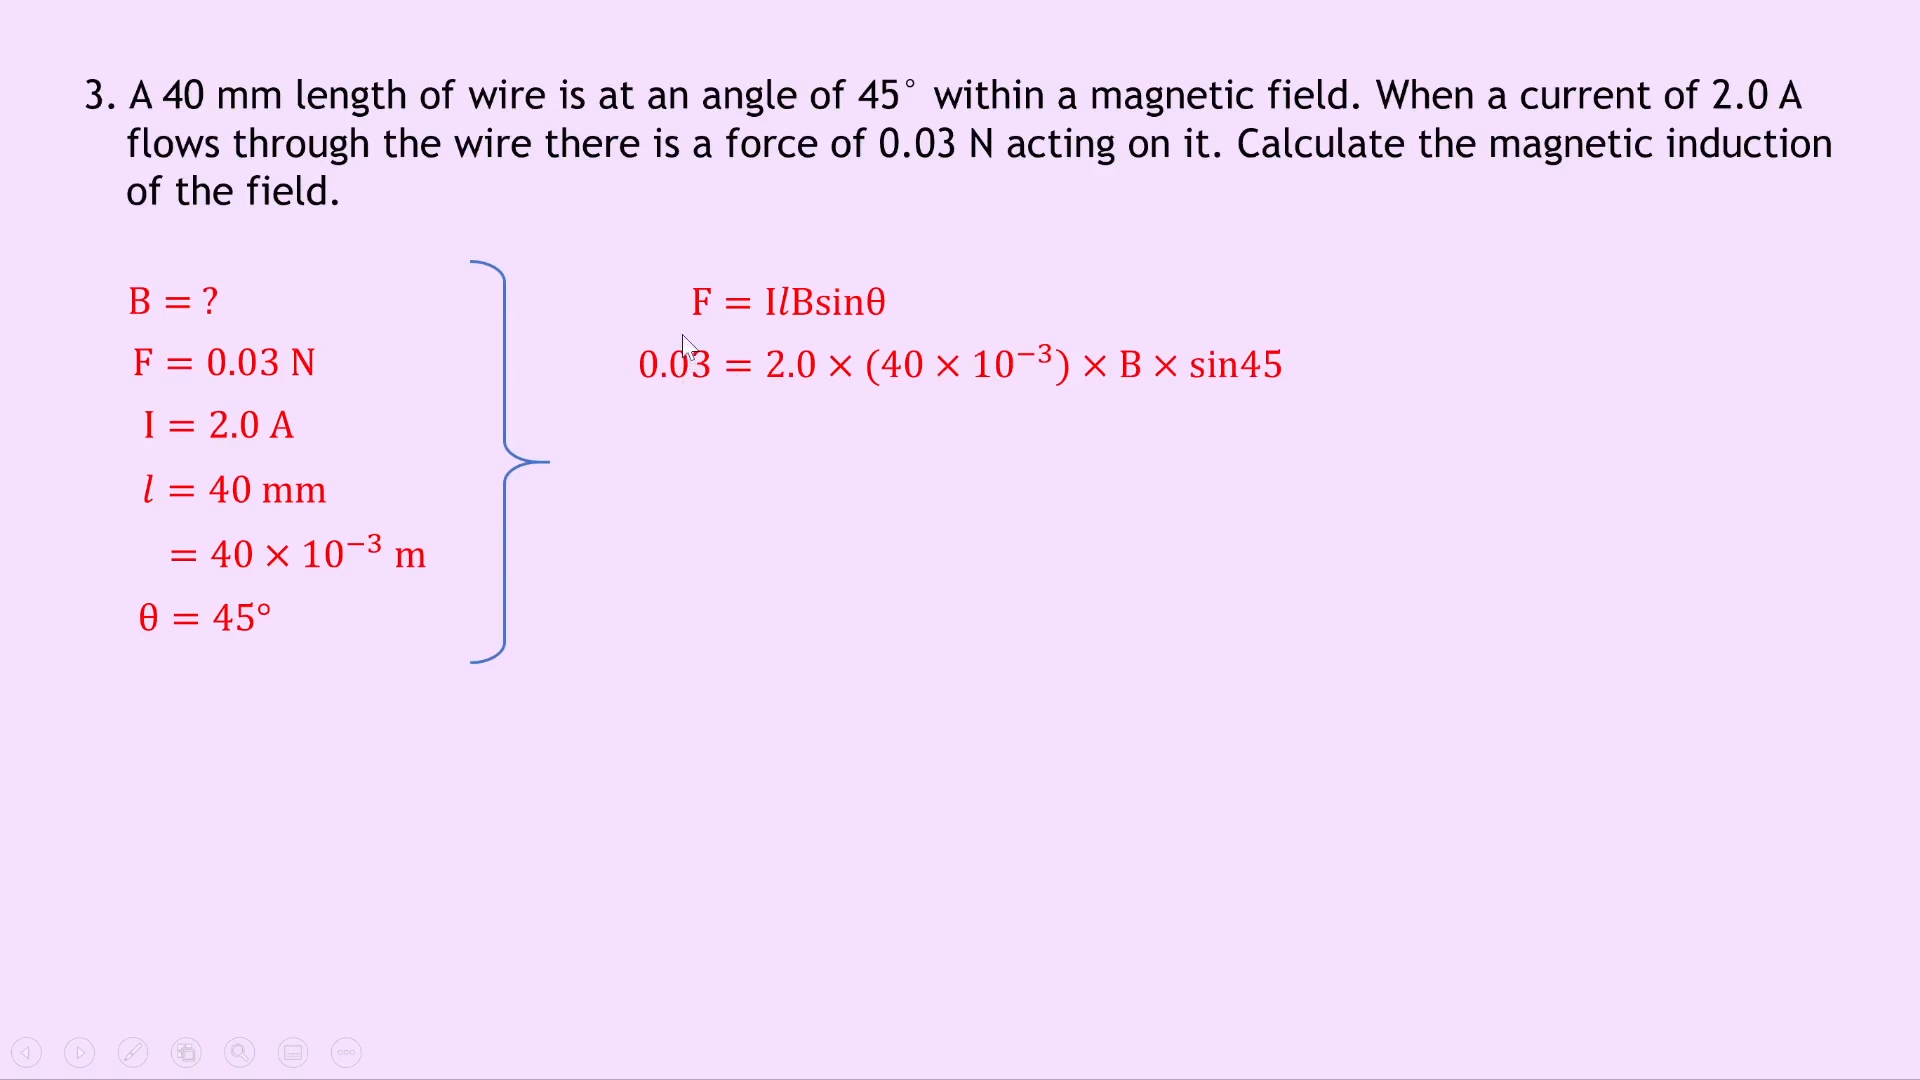 3. A 40 mm length of wire is at an angle of 45° within a magnetic field. When a current of 2.0 A
flows through the wire there is a force of 0.03 N acting on it. Calculate the magnetic induction
of the field.
B = ?
F = 0.03 N
I = 2.0 A
l = 40 mm
= 40 × 10⁻³ m
θ = 45°
F = IlBsinθ
0.03 = 2.0 × (40 × 10⁻³) × B × sin45